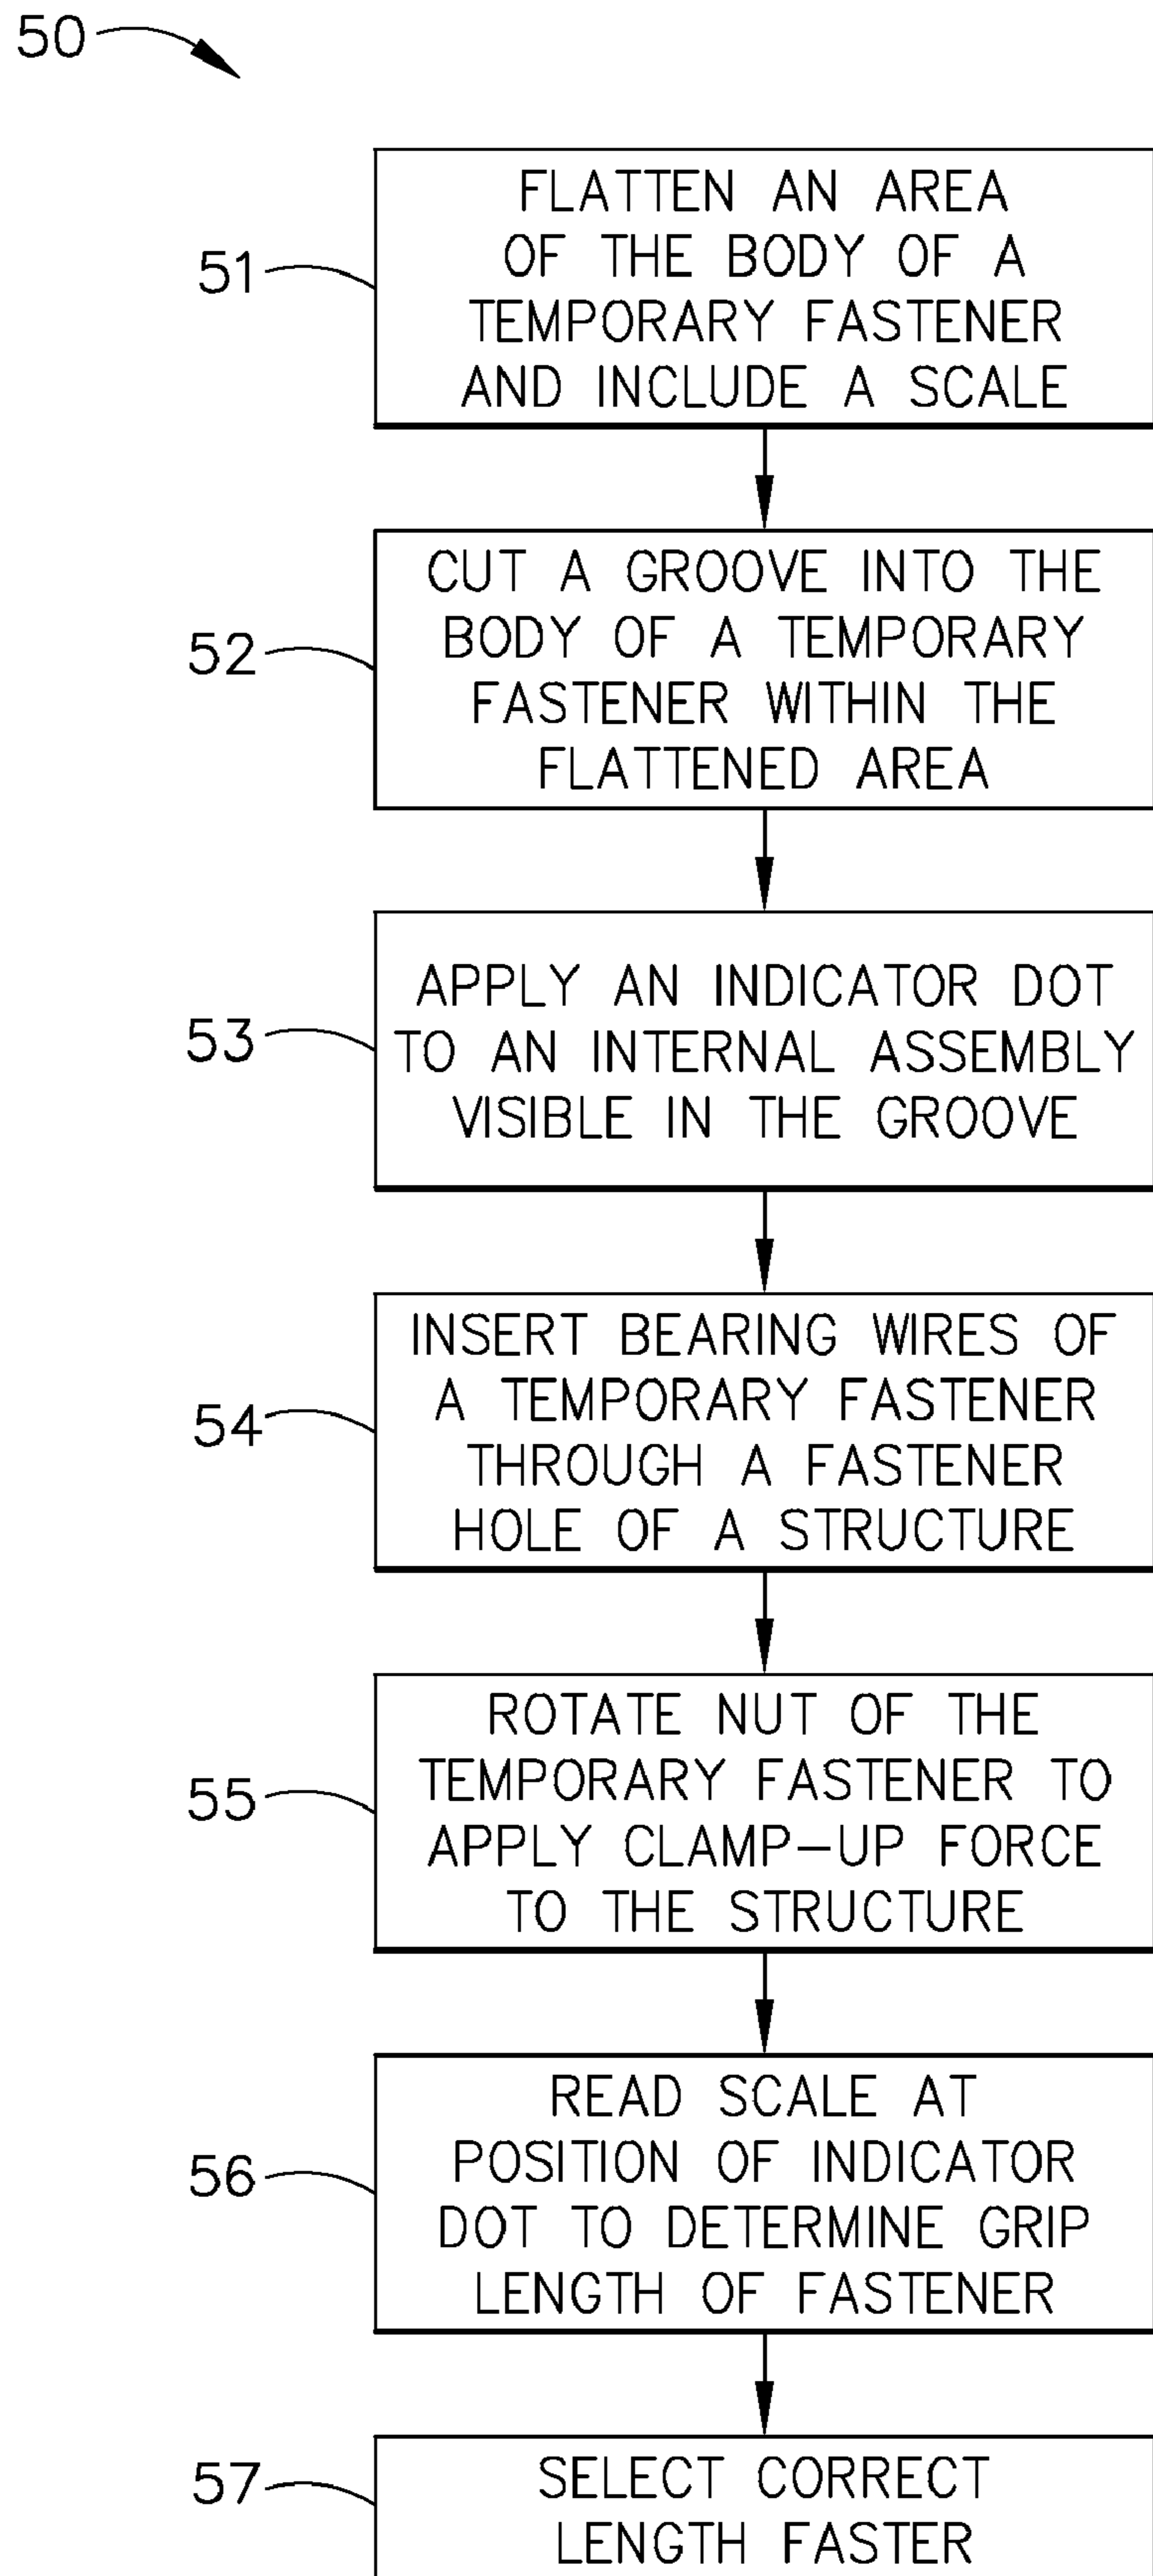 50
51
FLATTEN AN AREA
OF THE BODY OF A
TEMPORARY FASTENER
AND INCLUDE A SCALE
52
CUT A GROOVE INTO THE
BODY OF A TEMPORARY
FASTENER WITHIN THE
FLATTENED AREA
53
APPLY AN INDICATOR DOT
TO AN INTERNAL ASSEMBLY
VISIBLE IN THE GROOVE
54
INSERT BEARING WIRES OF
A TEMPORARY FASTENER
THROUGH A FASTENER
HOLE OF A STRUCTURE
55
ROTATE NUT OF THE
TEMPORARY FASTENER TO
APPLY CLAMP-UP FORCE
TO THE STRUCTURE
56
READ SCALE AT
POSITION OF INDICATOR
DOT TO DETERMINE GRIP
LENGTH OF FASTENER
57
SELECT CORRECT
LENGTH FASTER